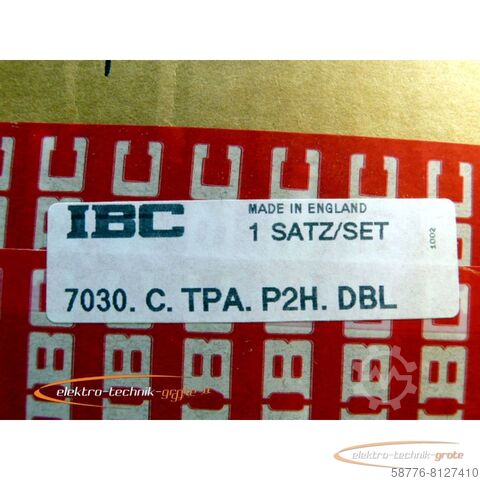 IBC
MADE IN ENGLAND
1 SATZ/SET
1002
7030. C. TPA. P2H. DBL
IBC
elektro-technik-grote
elektro-technik-grote
58776-8127410